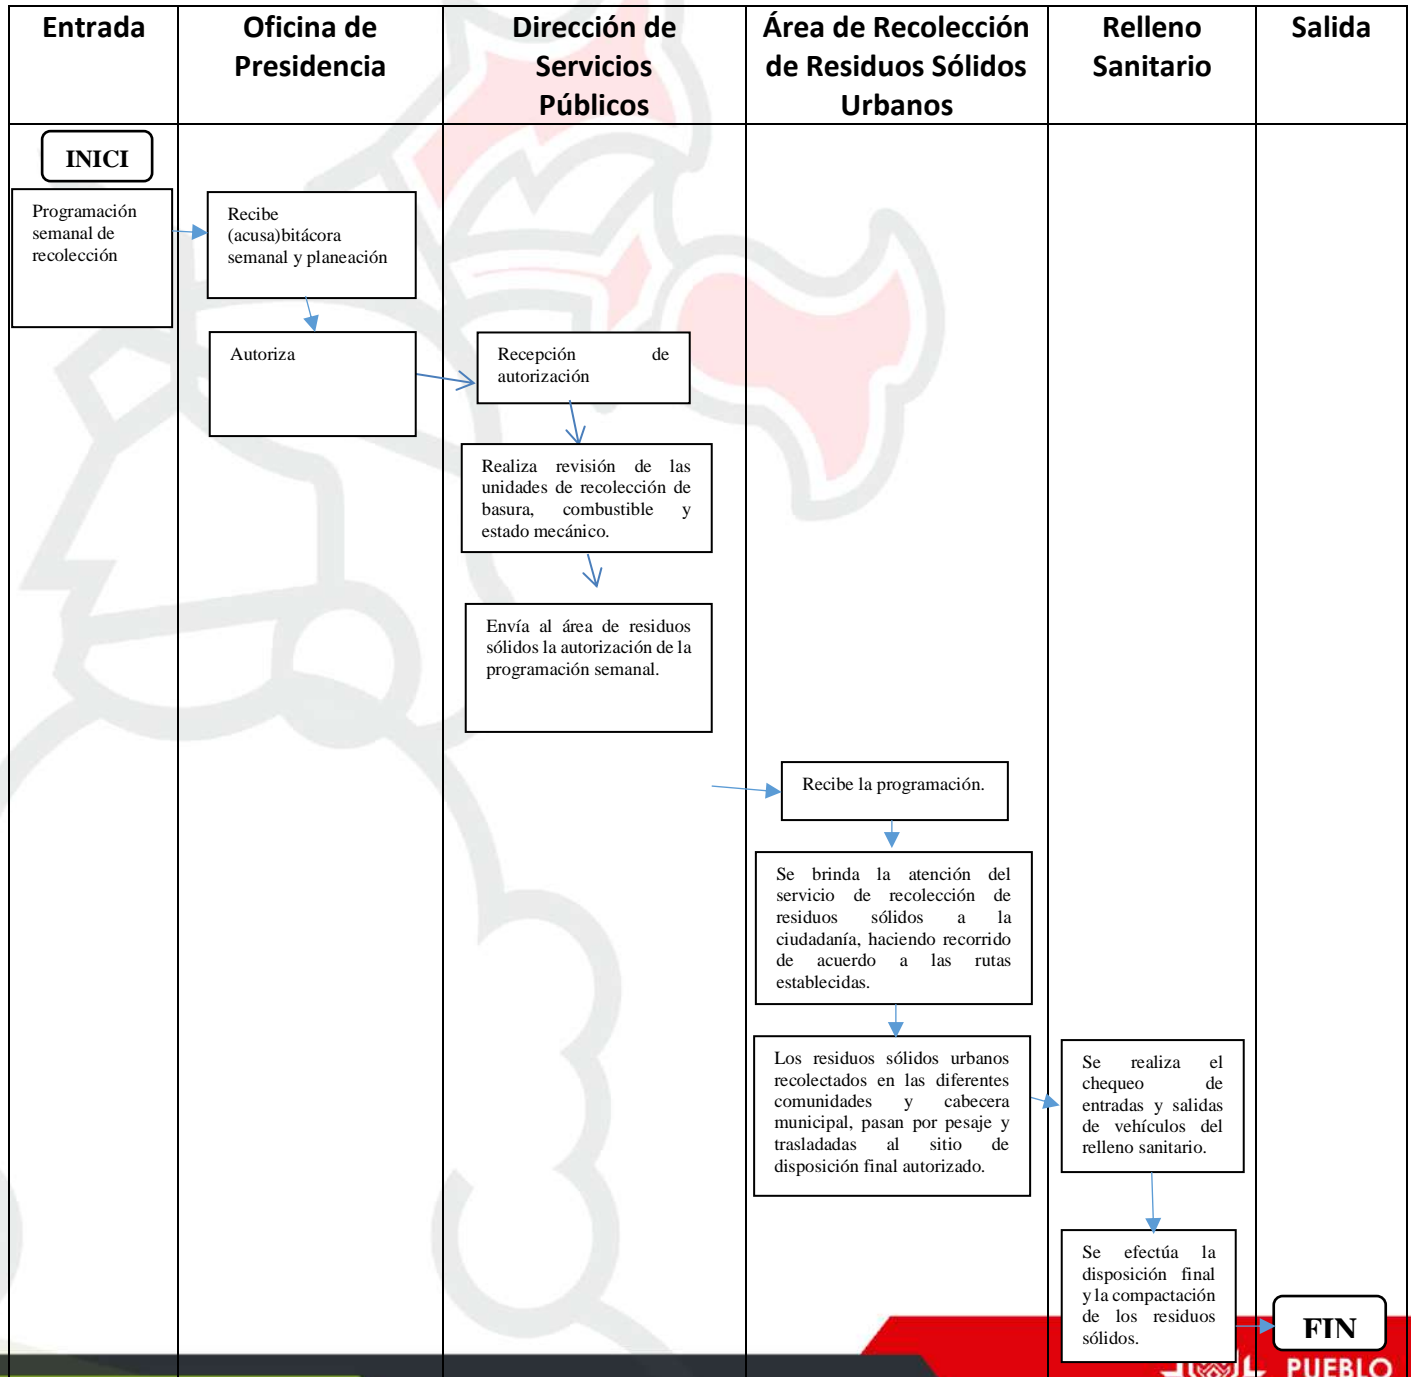 Entrada
Oficina de
Presidencia
Dirección de
Servicios
Públicos
Área de Recolección
de Residuos Sólidos
Urbanos
Relleno
Sanitario
Salida
INICI
Programación
semanal de
recolección
Recibe
(acusa)bitácora
semanal y planeación
Autoriza
Recepción de
autorización
Realiza revisión de las
unidades de recolección de
basura, combustible y
estado mecánico.
Envía al área de residuos
sólidos la autorización de la
programación semanal.
Recibe la programación.
Se brinda la atención del
servicio de recolección de
residuos sólidos a la
ciudadanía, haciendo recorrido
de acuerdo a las rutas
establecidas.
Los residuos sólidos urbanos
recolectados en las diferentes
comunidades y cabecera
municipal, pasan por pesaje y
trasladadas al sitio de
disposición final autorizado.
Se realiza el
chequeo de
entradas y salidas
de vehículos del
relleno sanitario.
Se efectúa la
disposición final
y la compactación
de los residuos
sólidos.
FIN
PUEBLO